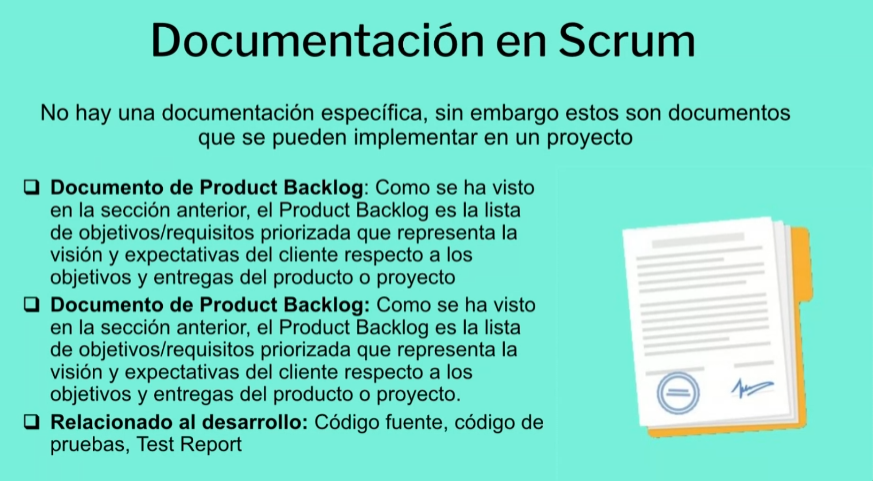 Documentación en Scrum
No hay una documentación específica, sin embargo estos son documentos
que se pueden implementar en un proyecto
❑ Documento de Product Backlog: Como se ha visto
en la sección anterior, el Product Backlog es la lista
de objetivos/requisitos priorizada que representa la
visión y expectativas del cliente respecto a los
objetivos y entregas del producto o proyecto
❑ Documento de Product Backlog: Como se ha visto
en la sección anterior, el Product Backlog es la lista
de objetivos/requisitos priorizada que representa la
visión y expectativas del cliente respecto a los
objetivos y entregas del producto o proyecto.
❑ Relacionado al desarrollo: Código fuente, código de
pruebas, Test Report